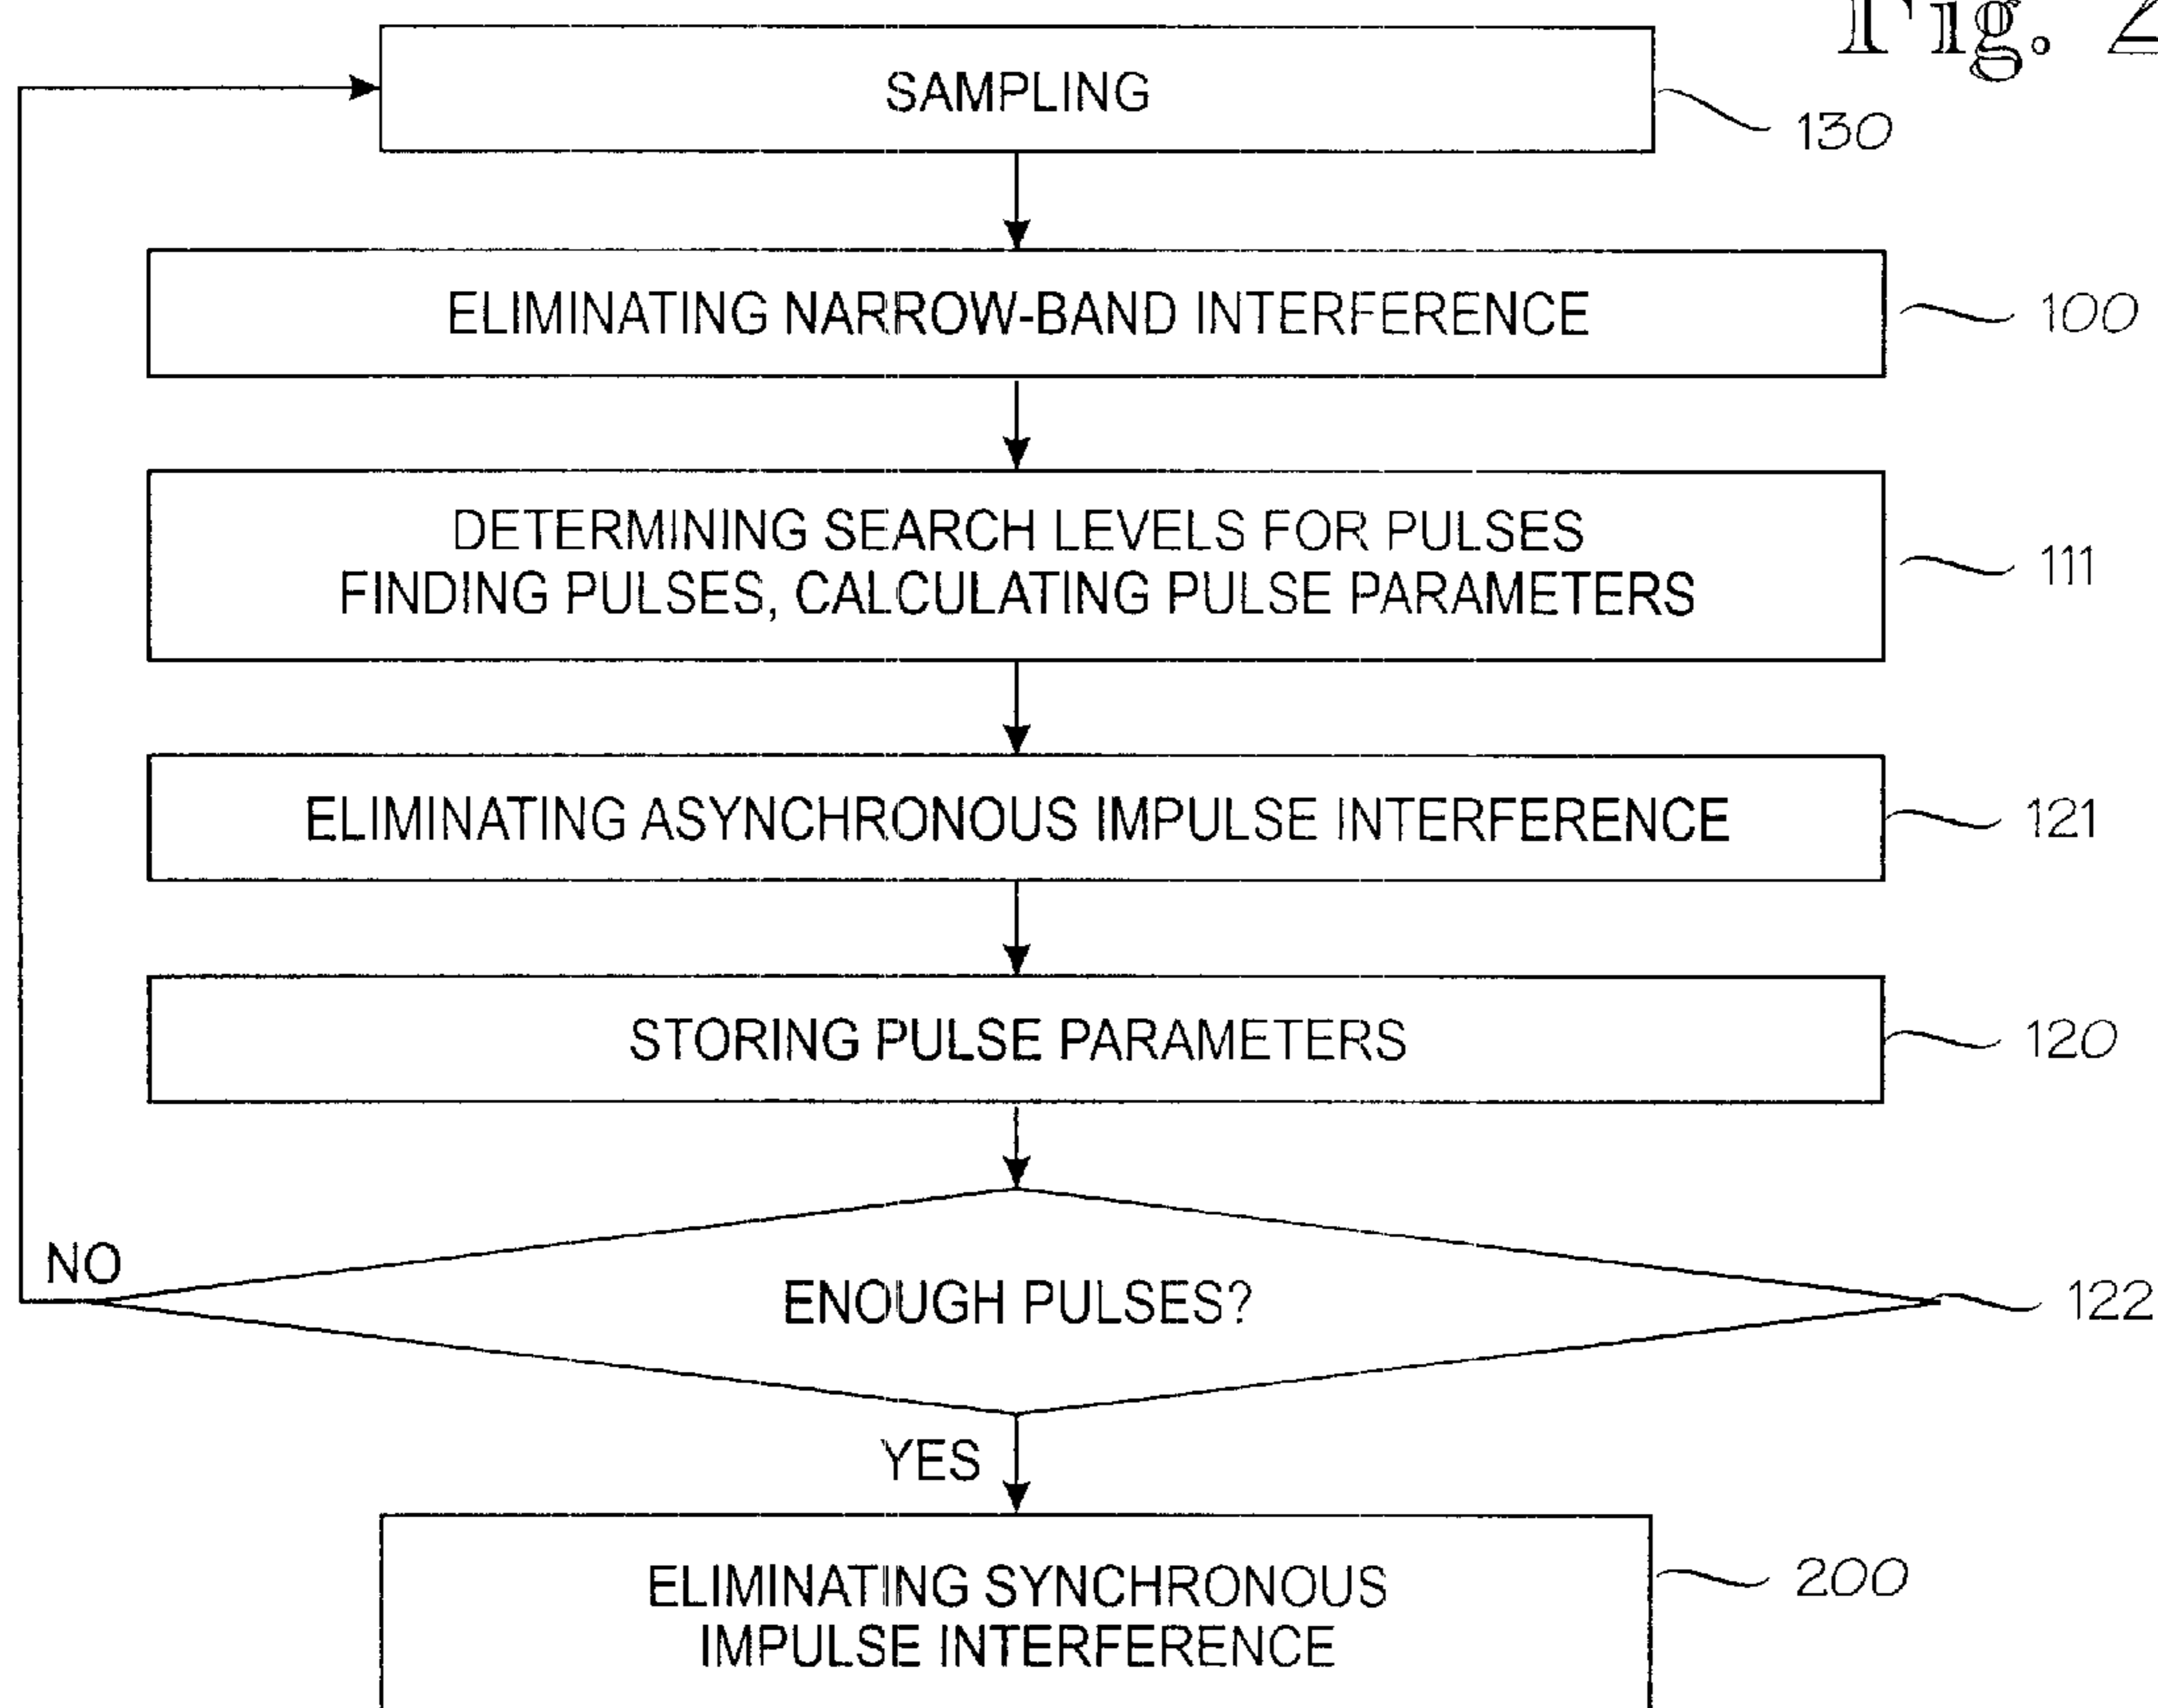 Fig. 2
SAMPLING
130
ELIMINATING NARROW-BAND INTERFERENCE
100
DETERMINING SEARCH LEVELS FOR PULSES
FINDING PULSES, CALCULATING PULSE PARAMETERS
111
ELIMINATING ASYNCHRONOUS IMPULSE INTERFERENCE
121
STORING PULSE PARAMETERS
120
NO
ENOUGH PULSES?
122
YES
ELIMINATING SYNCHRONOUS
IMPULSE INTERFERENCE
200